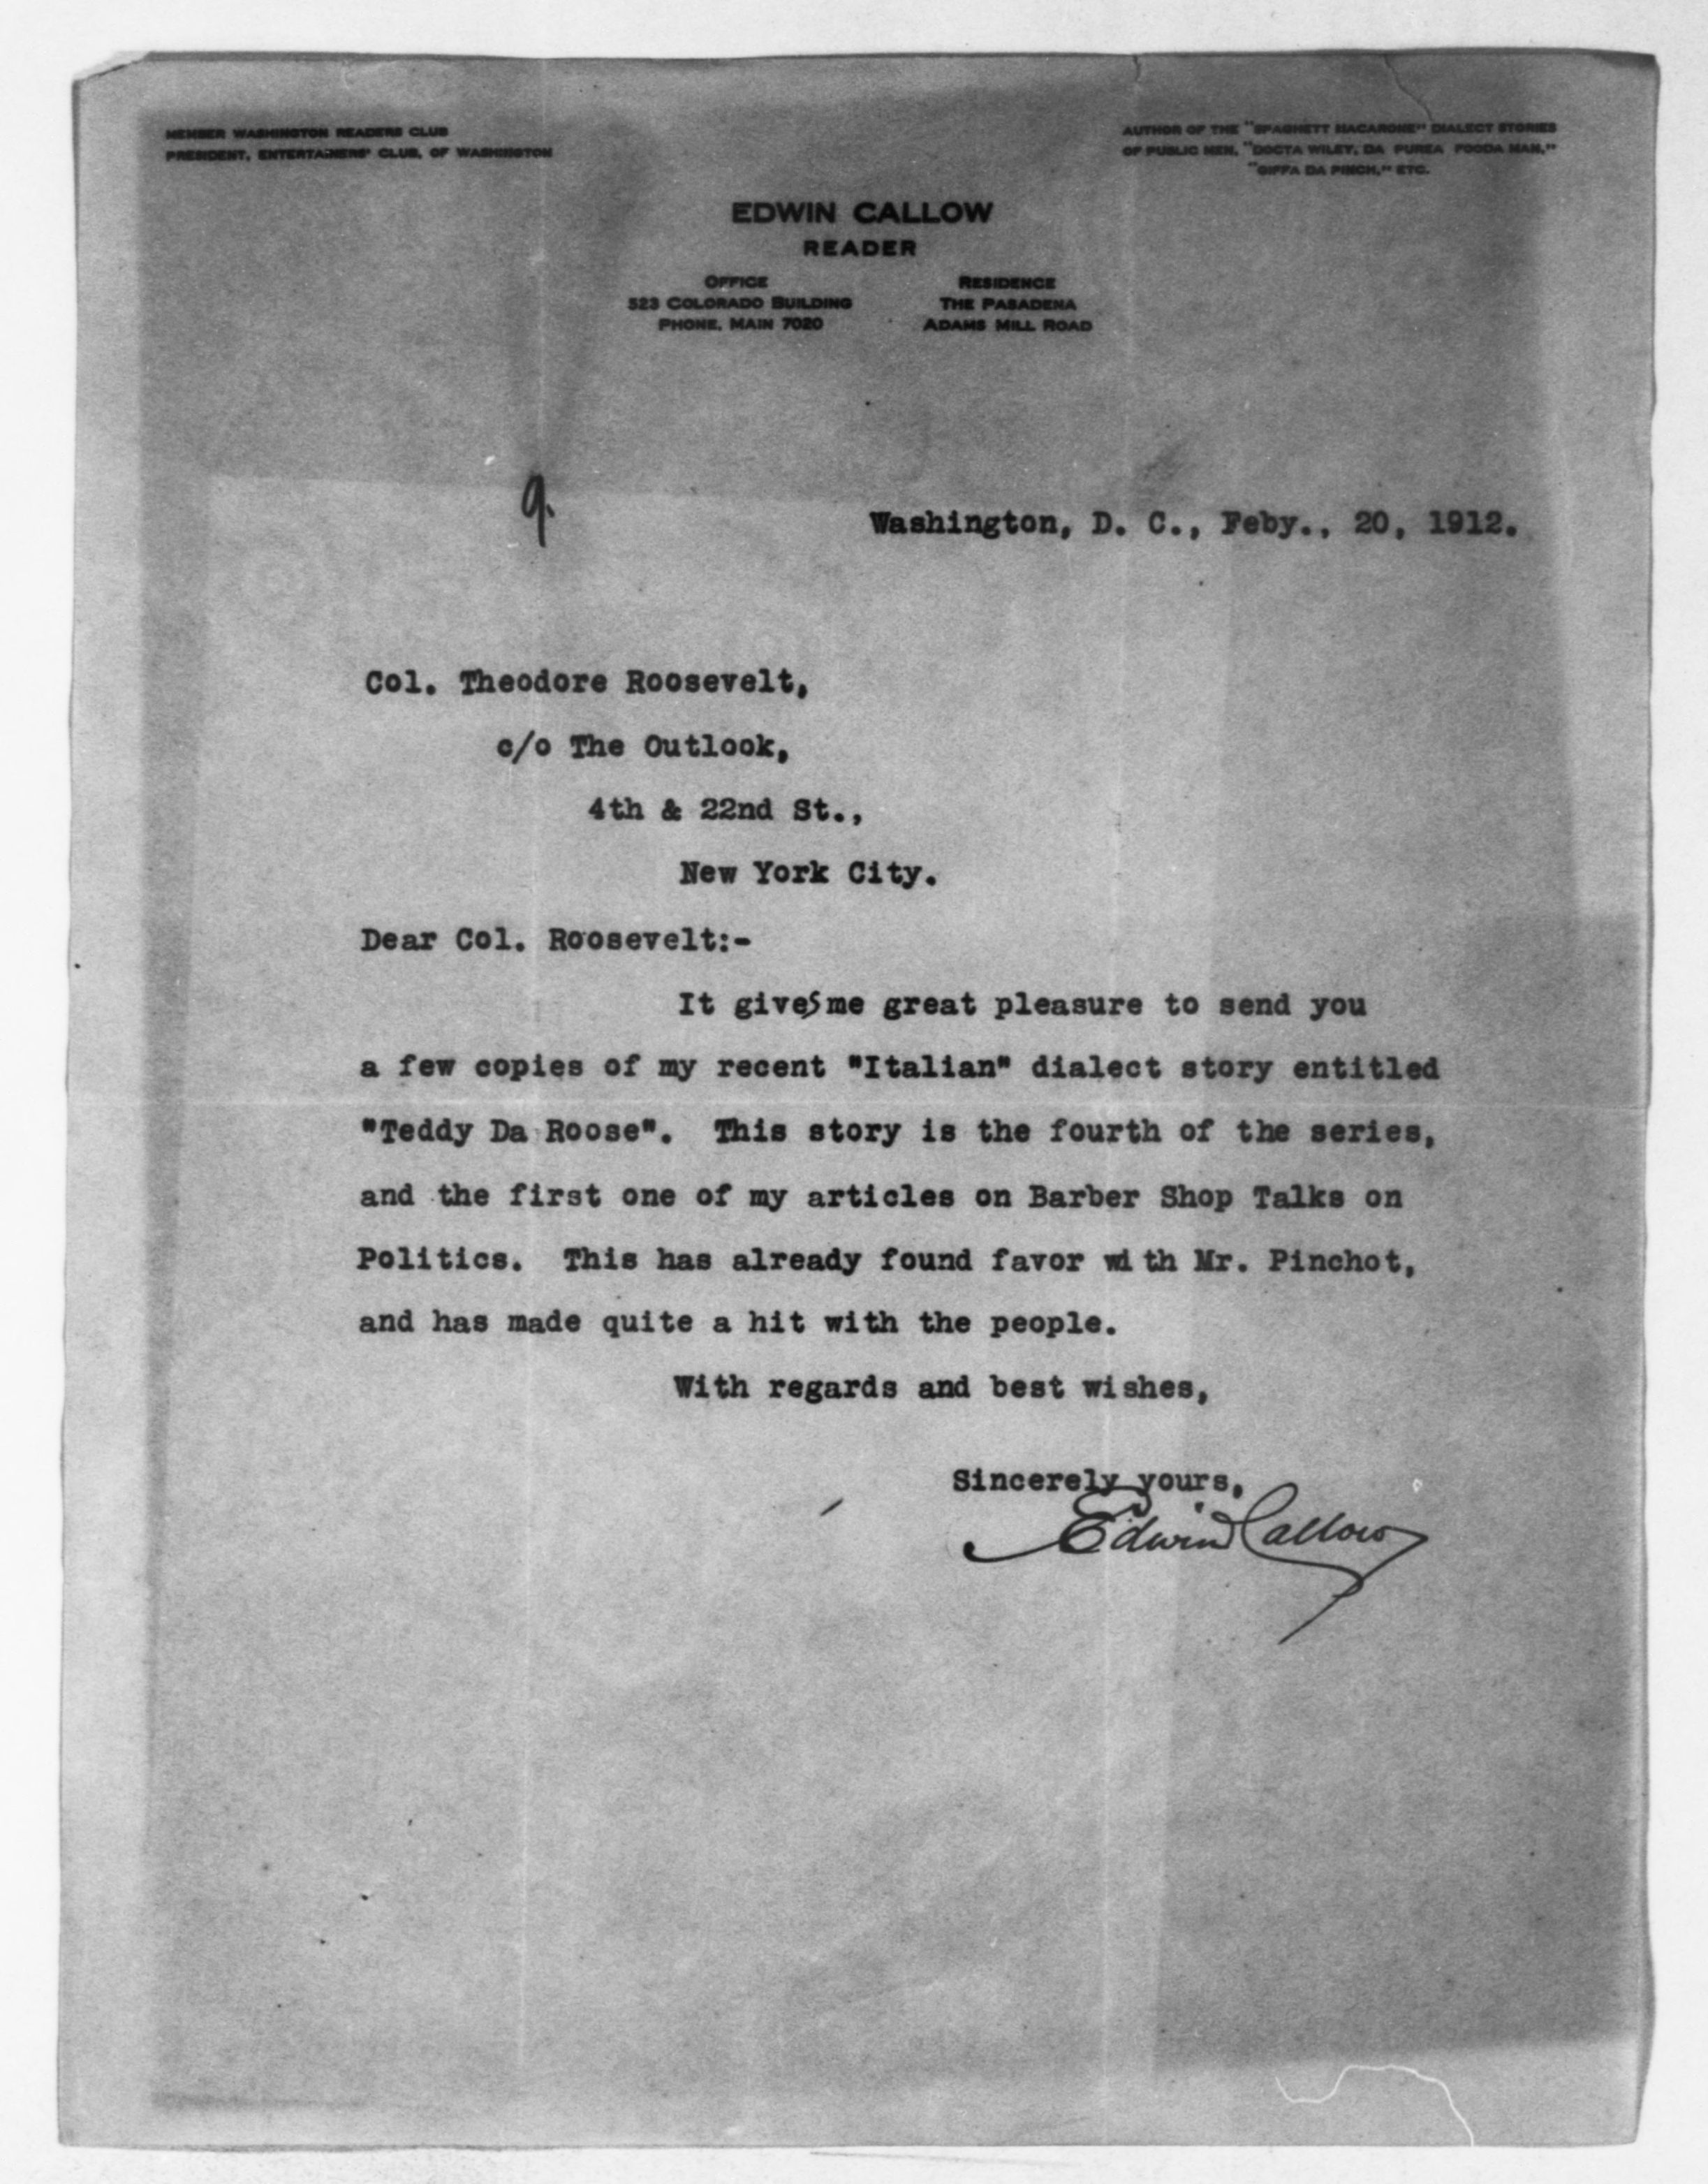 MEMBER WASHINGTON READERS CLUB
PRESIDENT, ENTERTAINERS' CLUB, OF WASHINGTON
AUTHOR OF THE "SPAGHETT MACARONE" DIALECT STORIES
OF PUBLIC MEN, "DOCTA WILEY, DA PUREA FOODA MAN,"
"GIFFA DA PINCH," ETC.
EDWIN CALLOW
READER
OFFICE
523 COLORADO BUILDING
PHONE, MAIN 7020
RESIDENCE
THE PASADENA
ADAMS MILL ROAD
Washington, D. C., Feby., 20, 1912.
Col. Theodore Roosevelt,
c/o The Outlook,
4th & 22nd St.,
New York City.
Dear Col. Roosevelt:-
It gives me great pleasure to send you
a few copies of my recent "Italian" dialect story entitled
"Teddy Da Roose". This story is the fourth of the series,
and the first one of my articles on Barber Shop Talks on
Politics. This has already found favor with Mr. Pinchot,
and has made quite a hit with the people.
With regards and best wishes,
Sincerely yours,
Edwin Callow